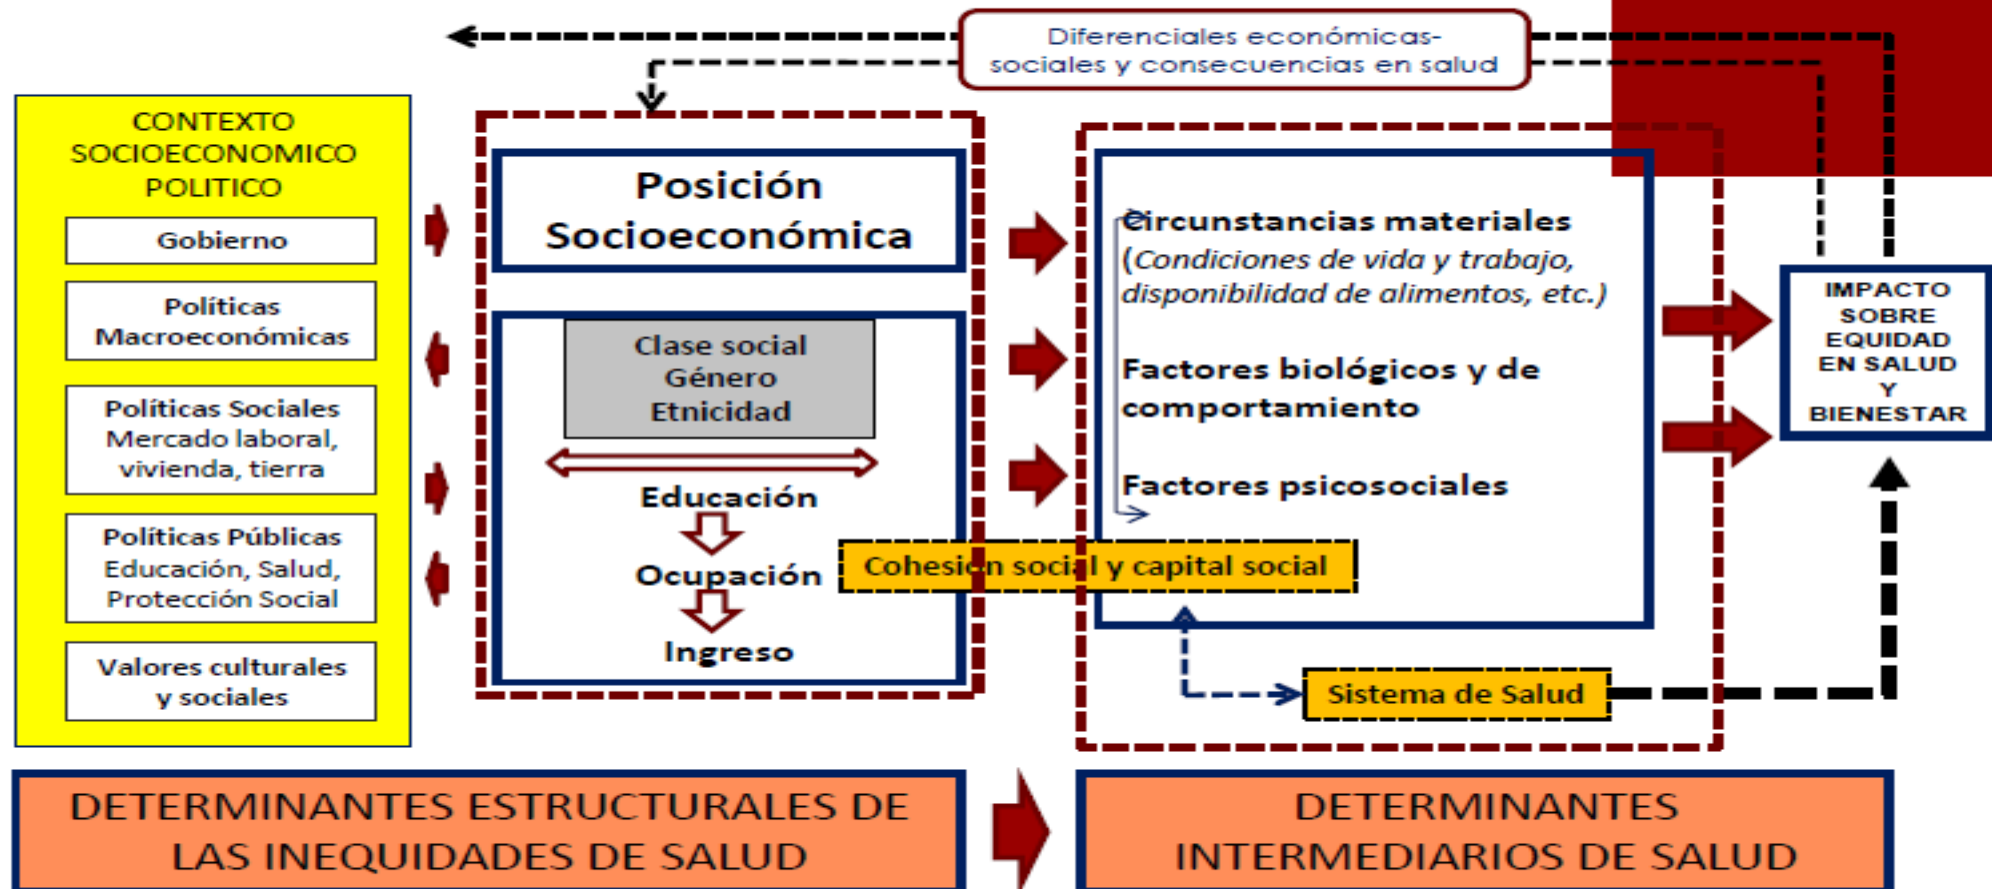 Diferenciales económicas-
sociales y consecuencias en salud
CONTEXTO
SOCIOECONOMICO
POLITICO
Gobierno
Políticas
Macroeconómicas
Políticas Sociales
Mercado laboral,
vivienda, tierra
Políticas Públicas
Educación, Salud,
Protección Social
Valores culturales
y sociales
Posición
Socioeconómica
Clase social
Género
Etnicidad
Educación
Ocupación
Ingreso
Cohesión social y capital social
Circunstancias materiales
(Condiciones de vida y trabajo,
disponibilidad de alimentos, etc.)
Factores biológicos y de
comportamiento
Factores psicosociales
Sistema de Salud
IMPACTO
SOBRE
EQUIDAD
EN SALUD
Y
BIENESTAR
DETERMINANTES ESTRUCTURALES DE
LAS INEQUIDADES DE SALUD
DETERMINANTES
INTERMEDIARIOS DE SALUD